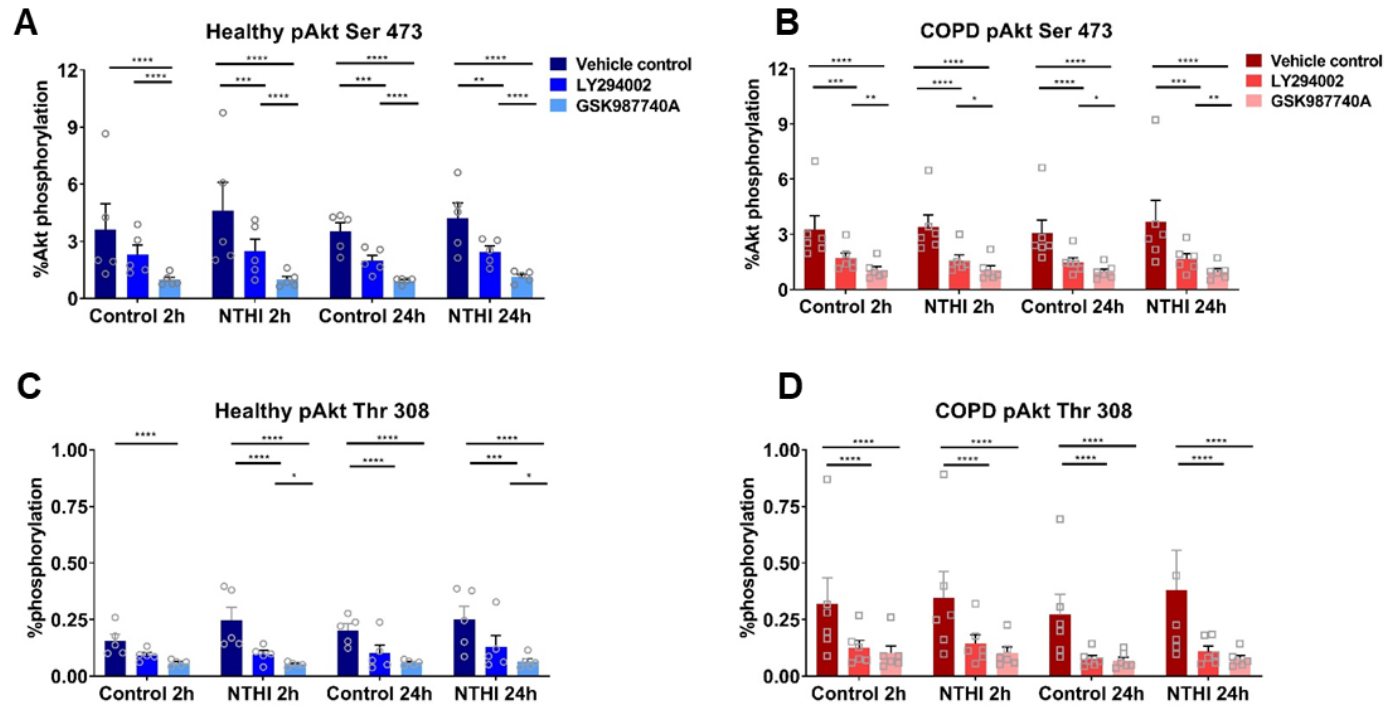 A
Healthy pAkt Ser 473
%Akt phosphorylation
12
9
6
3
0
**** **** **** ****
**** *** *** **
**** **** ****
Vehicle control
LY294002
GSK987740A
Control 2h NTHI 2h Control 24h NTHI 24h
B
COPD pAkt Ser 473
%Akt phosphorylation
12
9
6
3
0
**** **** **** ****
*** **** **** ***
** * * **
Vehicle control
LY294002
GSK987740A
Control 2h NTHI 2h Control 24h NTHI 24h
C
Healthy pAkt Thr 308
%phosphorylation
1.00
0.75
0.50
0.25
0.00
**** **** **** ****
**** **** ***
* *
Control 2h NTHI 2h Control 24h NTHI 24h
D
COPD pAkt Thr 308
%phosphorylation
1.00
0.75
0.50
0.25
0.00
**** **** **** ****
**** **** **** ****
Control 2h NTHI 2h Control 24h NTHI 24h